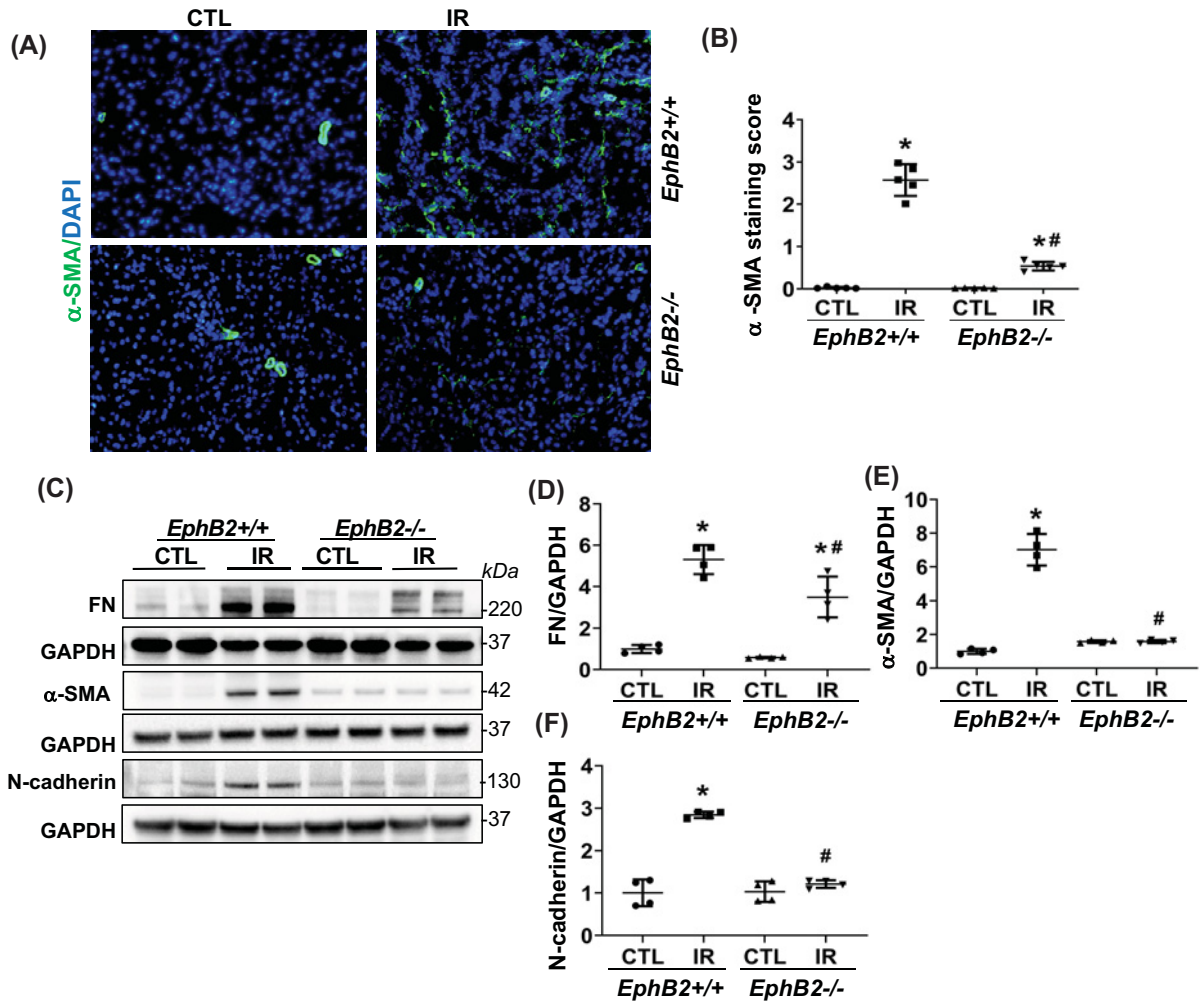 CTL IR
(A)
α-SMA/DAPI
EphB2+/+
EphB2-/-
(B)
α -SMA staining score
4
3
2
1
0
*
*#
CTL IR CTL IR
EphB2+/+ EphB2-/-
(C)
EphB2+/+ EphB2-/-
CTL IR CTL IR
kDa
FN -220
GAPDH -37
α-SMA -42
GAPDH -37
N-cadherin -130
GAPDH -37
(D)
FN/GAPDH
8
6
4
2
0
*
*#
CTL IR CTL IR
EphB2+/+ EphB2-/-
(E)
α-SMA/GAPDH
10
8
6
4
2
0
*
#
CTL IR CTL IR
EphB2+/+ EphB2-/-
(F)
N-cadherin/GAPDH
4
3
2
1
0
*
#
CTL IR CTL IR
EphB2+/+ EphB2-/-